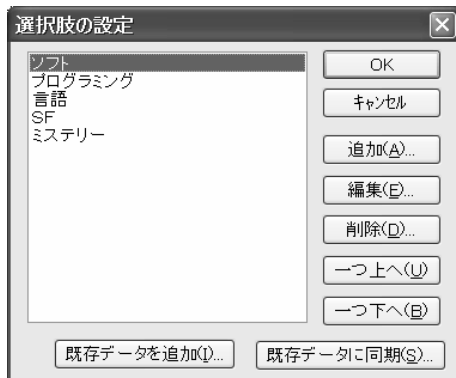 選択肢の設定
ソフト
プログラミング
言語
SF
ミステリー
OK
キャンセル
追加(A)...
編集(E)...
削除(D)...
一つ上へ(U)
一つ下へ(B)
既存データを追加(I)...
既存データに同期(S)...